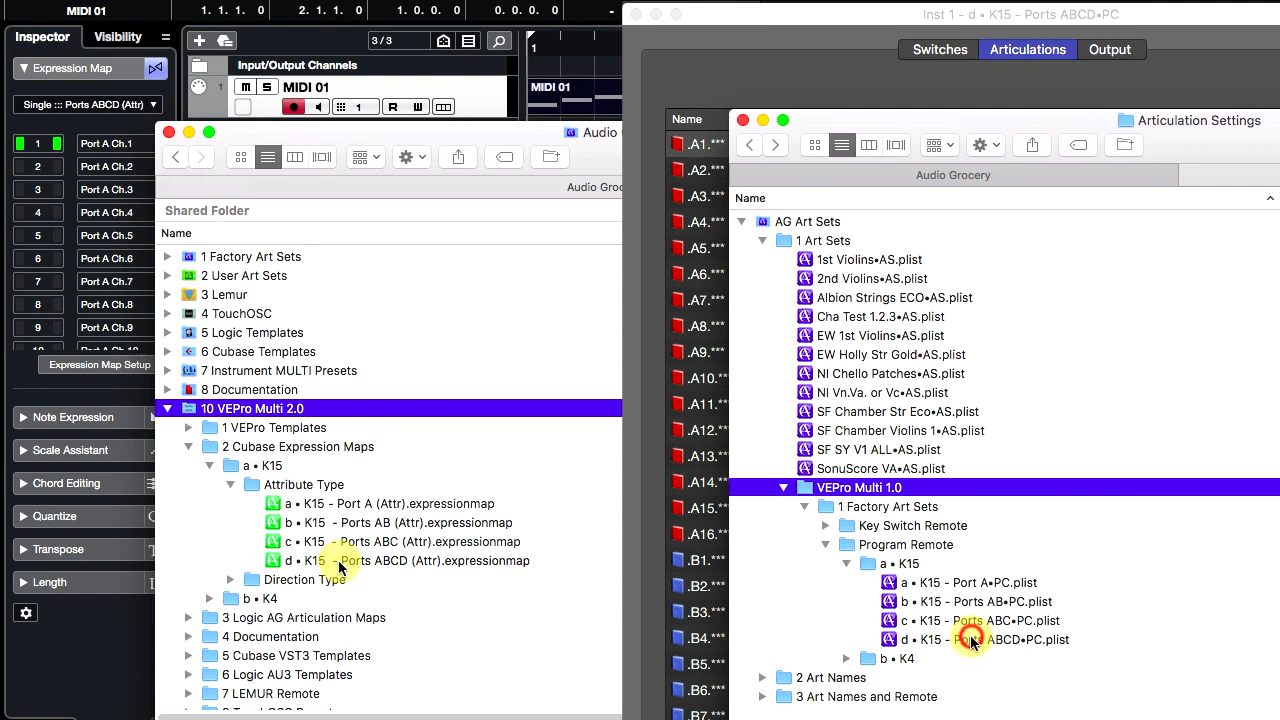 MIDI 01
1. 1. 1. 0
2. 1. 1. 0
1. 0. 0. 0
0. 0. 0. 0
Inst 1 - d • K15 - Ports ABCD•PC
Inspector
Visibility
3/3
1
Switches
Articulations
Output
Expression Map
Input/Output Channels
1
m
S
MIDI 01
MIDI 01
Single ::: Ports ABCD (Attr)
1
R
W
Name
Audio
Articulation Settings
1
Port A Ch.1
2
Port A Ch.2
3
Port A Ch.3
4
Port A Ch.4
5
Port A Ch.5
6
Port A Ch.6
7
Port A Ch.7
8
Port A Ch.8
9
Port A Ch.9
Expression Map Setup
Note Expression
Scale Assistant
Chord Editing
Quantize
Transpose
Length
Shared Folder
Name
1 Factory Art Sets
2 User Art Sets
3 Lemur
4 TouchOSC
5 Logic Templates
6 Cubase Templates
7 Instrument MULTI Presets
8 Documentation
10 VEPro Multi 2.0
1 VEPro Templates
2 Cubase Expression Maps
a • K15
Attribute Type
a • K15 - Port A (Attr).expressionmap
b • K15 - Ports AB (Attr).expressionmap
c • K15 - Ports ABC (Attr).expressionmap
d • K15 - Ports ABCD (Attr).expressionmap
Direction Type
b • K4
3 Logic AG Articulation Maps
4 Documentation
5 Cubase VST3 Templates
6 Logic AU3 Templates
7 LEMUR Remote
.A1.***
.A2.***
.A3.***
.A4.***
.A5.***
.A6.***
.A7.***
.A8.***
.A9.***
.A10.***
.A11.***
.A12.***
.A13.***
.A14.***
.A15.***
.A16.***
.B1.***
.B2.***
.B3.***
.B4.***
.B5.***
.B6.***
.B7.***
Audio Grocery
Name
AG Art Sets
1 Art Sets
1st Violins•AS.plist
2nd Violins•AS.plist
Albion Strings ECO•AS.plist
Cha Test 1.2.3•AS.plist
EW 1st Violins•AS.plist
EW Holly Str Gold•AS.plist
NI Chello Patches•AS.plist
NI Vn.Va. or Vc•AS.plist
SF Chamber Str Eco•AS.plist
SF Chamber Violins 1•AS.plist
SF SY V1 ALL•AS.plist
SonuScore VA•AS.plist
VEPro Multi 1.0
1 Factory Art Sets
Key Switch Remote
Program Remote
a • K15
a • K15 - Port A•PC.plist
b • K15 - Ports AB•PC.plist
c • K15 - Ports ABC•PC.plist
d • K15 - Ports ABCD•PC.plist
b • K4
2 Art Names
3 Art Names and Remote